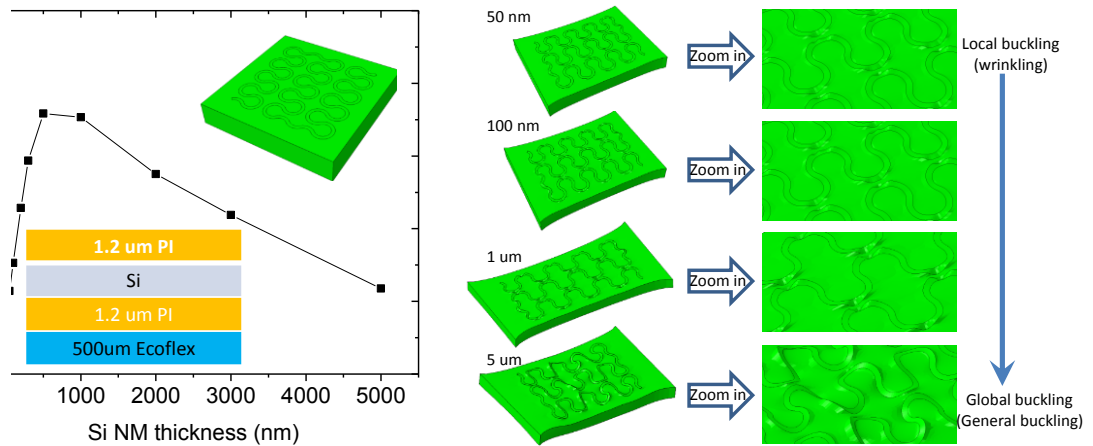 1.2 um PI
Si
1.2 um PI
500um Ecoflex
1000 2000 3000 4000 5000
Si NM thickness (nm)
50 nm
Zoom in
100 nm
Zoom in
1 um
Zoom in
5 um
Zoom in
Local buckling
(wrinkling)
Global buckling
(General buckling)